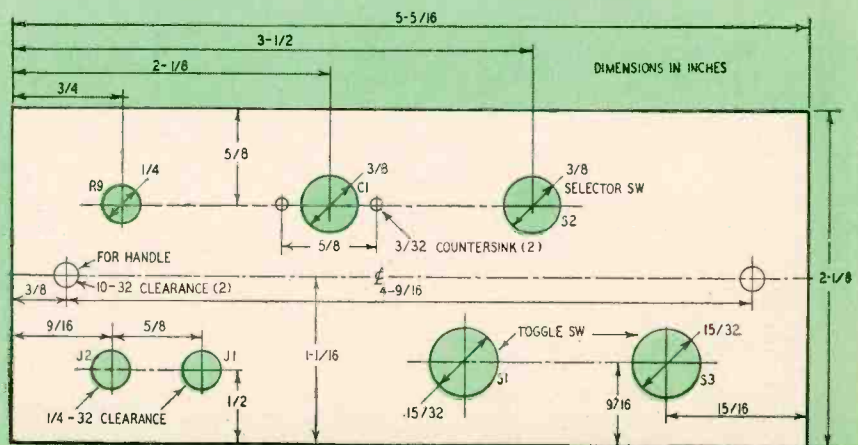 5-5/16
3-1/2
2-1/8
DIMENSIONS IN INCHES
3/4
5/8
R9
1/4
3/8
C1
3/8
SELECTOR SW
S2
5/8
3/32 COUNTERSINK (2)
FOR HANDLE
10-32 CLEARANCE (2)
℄
4-9/16
2-1/8
3/8
9/16
5/8
1-1/16
TOGGLE SW
15/32
J2
J1
S1
S3
15/32
1/2
9/16
15/16
1/4-32 CLEARANCE